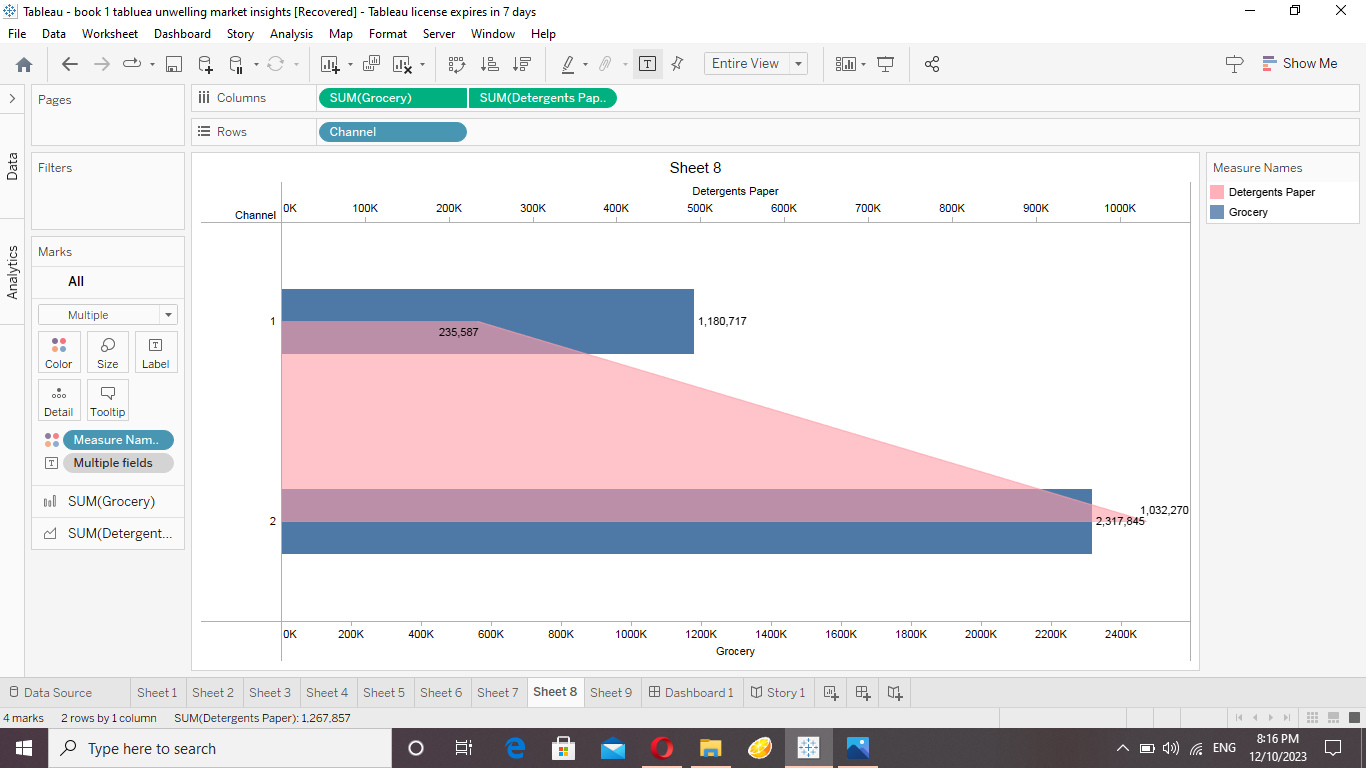 Tableau - book 1 tabluea unwelling market insights [Recovered] - Tableau license expires in 7 days
File Data Worksheet Dashboard Story Analysis Map Format Server Window Help
Entire View
Show Me
Pages
Columns
SUM(Grocery)
SUM(Detergents Pap..
Rows
Channel
Data
Analytics
Filters
Marks
All
Multiple
Color Size Label
Detail Tooltip
Measure Nam..
Multiple fields
SUM(Grocery)
SUM(Detergent...
Sheet 8
Detergents Paper
Channel
0K 100K 200K 300K 400K 500K 600K 700K 800K 900K 1000K
1
235,587
1,180,717
2
1,032,270
2,317,845
0K 200K 400K 600K 800K 1000K 1200K 1400K 1600K 1800K 2000K 2200K 2400K
Grocery
Measure Names
Detergents Paper
Grocery
Data Source Sheet 1 Sheet 2 Sheet 3 Sheet 4 Sheet 5 Sheet 6 Sheet 7 Sheet 8 Sheet 9 Dashboard 1 Story 1
4 marks 2 rows by 1 column SUM(Detergents Paper): 1,267,857
Type here to search
ENG
8:16 PM
12/10/2023